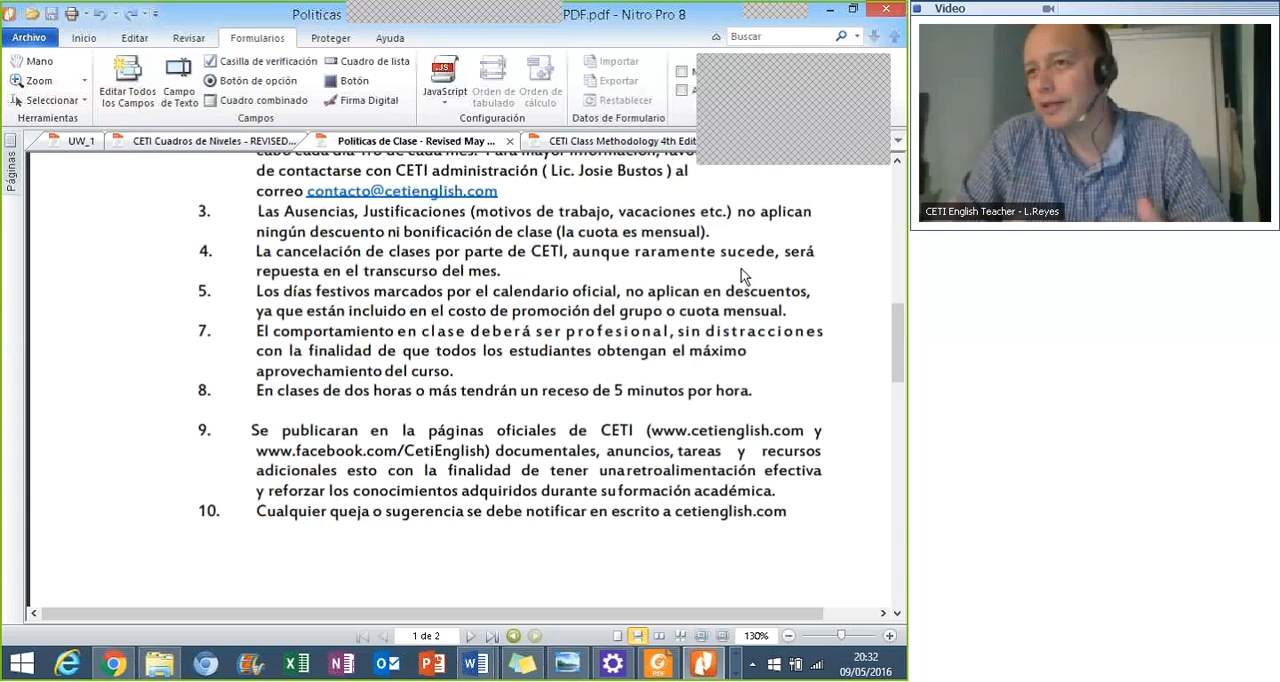 Politicas
PDF.pdf - Nitro Pro 8
Archivo
Inicio
Editar
Revisar
Formularios
Proteger
Ayuda
Buscar
Mano
Zoom
Seleccionar
Herramientas
Editar Todos
los Campos
Campo
de Texto
Casilla de verificación
Botón de opción
Cuadro combinado
Cuadro de lista
Botón
Firma Digital
Campos
JS
JavaScript
Orden de
tabulado
Orden de
cálculo
Configuración
Importar
Exportar
Restablecer
Datos de Formulario
UW_1
CETI Cuadros de Niveles - REVISED...
Politicas de Clase - Revised May ...
CETI Class Methodology 4th Edit
Páginas
de contactarse con CETI administración ( Lic. Josie Bustos ) al
correo contacto@cetienglish.com
3. Las Ausencias, Justificaciones (motivos de trabajo, vacaciones etc.) no aplican
ningún descuento ni bonificación de clase (la cuota es mensual).
4. La cancelación de clases por parte de CETI, aunque raramente sucede, será
repuesta en el transcurso del mes.
5. Los días festivos marcados por el calendario oficial, no aplican en descuentos,
ya que están incluido en el costo de promoción del grupo o cuota mensual.
7. El comportamiento en clase deberá ser profesional, sin distracciones
con la finalidad de que todos los estudiantes obtengan el máximo
aprovechamiento del curso.
8. En clases de dos horas o más tendrán un receso de 5 minutos por hora.
9. Se publicaran en la páginas oficiales de CETI (www.cetienglish.com y
www.facebook.com/CetiEnglish) documentales, anuncios, tareas y recursos
adicionales esto con la finalidad de tener una retroalimentación efectiva
y reforzar los conocimientos adquiridos durante su formación académica.
10. Cualquier queja o sugerencia se debe notificar en escrito a cetienglish.com
1 de 2
130%
20:32
09/05/2016
Video
CETI English Teacher - L.Reyes